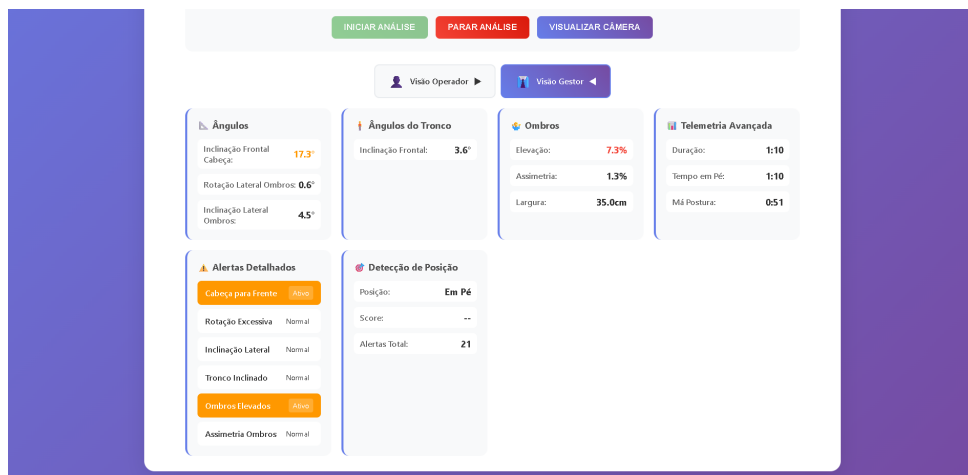 INICIAR ANÁLISE PARAR ANÁLISE VISUALIZAR CÂMERA
Visão Operador ▶ Visão Gestor ◀
Ângulos
Inclinação Frontal
Cabeça: 17.3°
Rotação Lateral Ombros: 0.6°
Inclinação Lateral
Ombros: 4.5°
Ângulos do Tronco
Inclinação Frontal: 3.6°
Ombros
Elevação: 7.3%
Assimetria: 1.3%
Largura: 35.0cm
Telemetria Avançada
Duração: 1:10
Tempo em Pé: 1:10
Má Postura: 0:51
Alertas Detalhados
Cabeça para Frente Ativo
Rotação Excessiva Normal
Inclinação Lateral Normal
Tronco Inclinado Normal
Ombros Elevados Ativo
Assimetria Ombros Normal
Detecção de Posição
Posição: Em Pé
Score: --
Alertas Total: 21